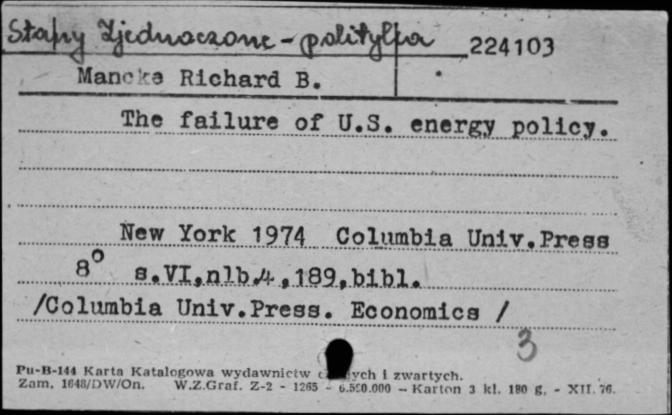 Stany Zjednoczone - polityka 224103
Mancke Richard B.
The failure of U.S. energy policy.
New York 1974 Columbia Univ.Press
8° s.VI,nlb.4,189,bibl.
/Columbia Univ.Press. Economics /
3
Pu-B-144 Karta Katalogowa wydawnictw ych i zwartych.
Zam. 1648/DW/On. W.Z.Graf. Z-2 - 1265 - 6.500.000 - Karton 3 kl. 180 g. - XII.76.